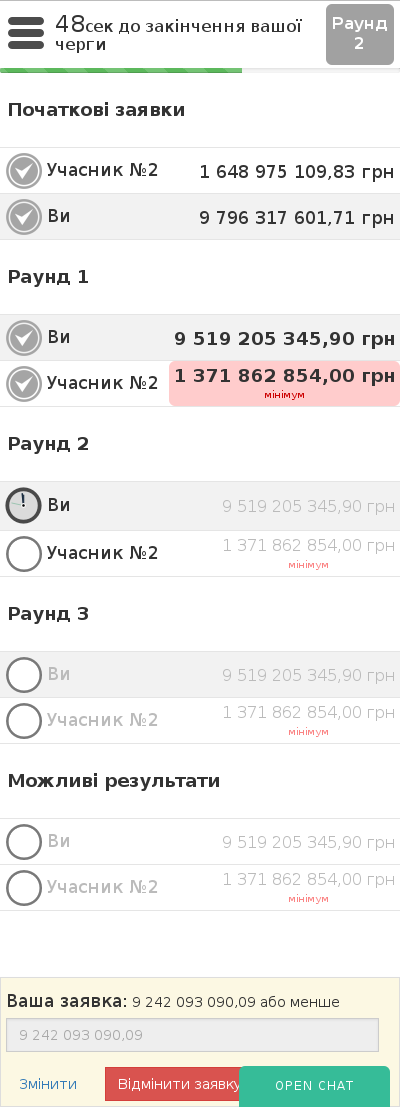 48сек до закінчення вашої
черги
Раунд
2
Початкові заявки
Учасник №2 1 648 975 109,83 грн
Ви 9 796 317 601,71 грн
Раунд 1
Ви 9 519 205 345,90 грн
Учасник №2 1 371 862 854,00 грн
мінімум
Раунд 2
Ви 9 519 205 345,90 грн
Учасник №2 1 371 862 854,00 грн
мінімум
Раунд 3
Ви 9 519 205 345,90 грн
Учасник №2 1 371 862 854,00 грн
мінімум
Можливі результати
Ви 9 519 205 345,90 грн
Учасник №2 1 371 862 854,00 грн
мінімум
Ваша заявка: 9 242 093 090,09 або менше
9 242 093 090,09
Змінити Відмінити заявку OPEN CHAT